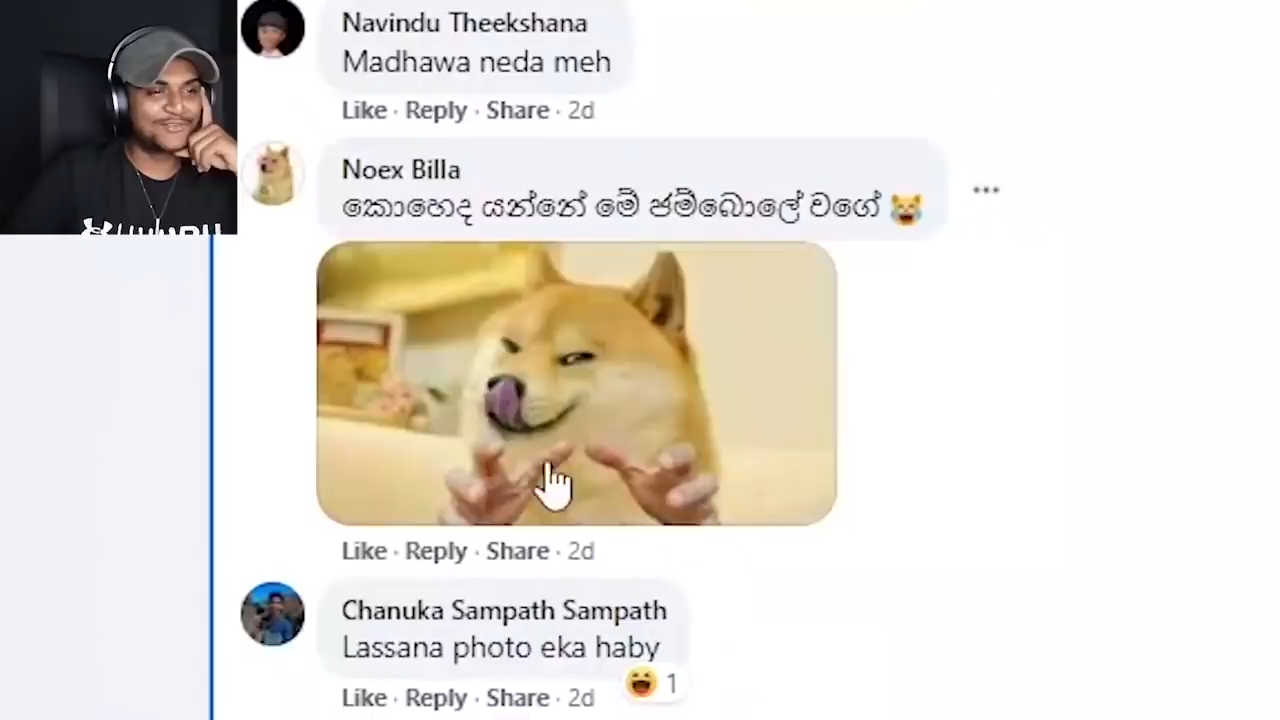 Navindu Theekshana
Madhawa neda meh
Like · Reply · Share · 2d
Noex Billa
කොහෙද යන්නේ මේ ජම්බොලේ වගේ 😹
Like · Reply · Share · 2d
Chanuka Sampath Sampath
Lassana photo eka haby
😆 1
Like · Reply · Share · 2d